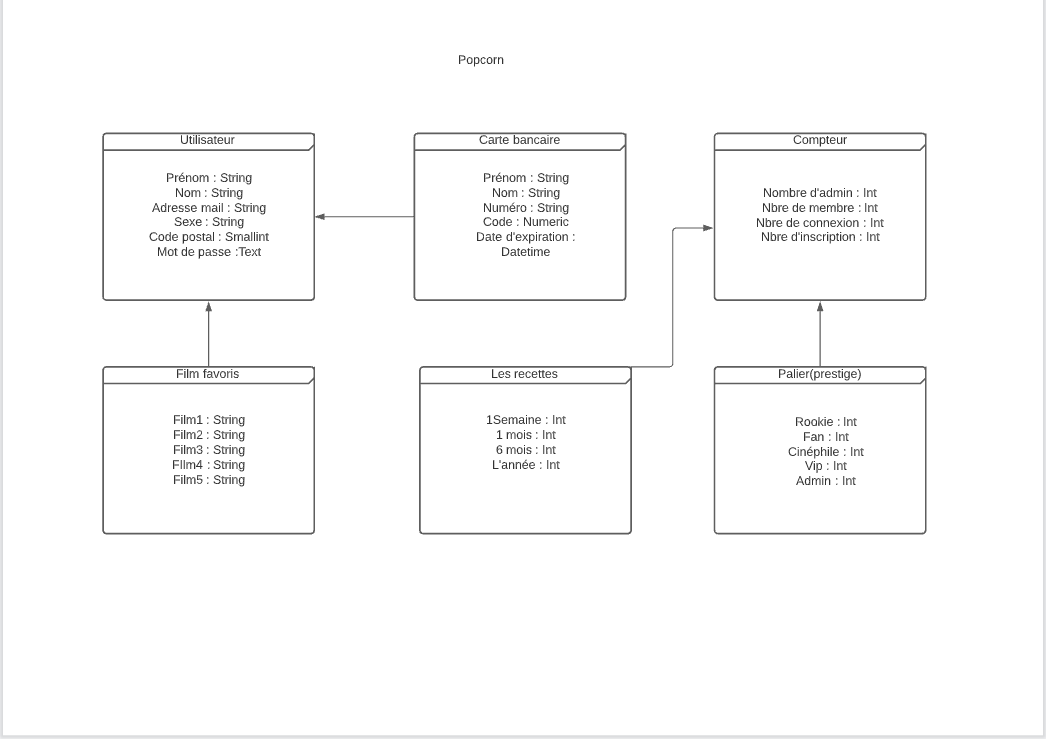 Popcorn
Utilisateur
Prénom : String
Nom : String
Adresse mail : String
Sexe : String
Code postal : Smallint
Mot de passe :Text
Carte bancaire
Prénom : String
Nom : String
Numéro : String
Code : Numeric
Date d'expiration :
Datetime
Compteur
Nombre d'admin : Int
Nbre de membre : Int
Nbre de connexion : Int
Nbre d'inscription : Int
Film favoris
Film1 : String
Film2 : String
Film3 : String
FIlm4 : String
Film5 : String
Les recettes
1Semaine : Int
1 mois : Int
6 mois : Int
L'année : Int
Palier(prestige)
Rookie : Int
Fan : Int
Cinéphile : Int
Vip : Int
Admin : Int